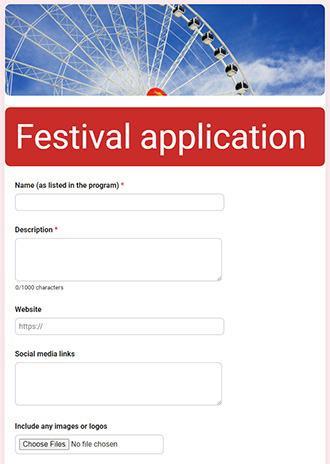 Festival application
Name (as listed in the program) *
Description *
0/1000 characters
Website
https://
Social media links
Include any images or logos
Choose Files No file chosen